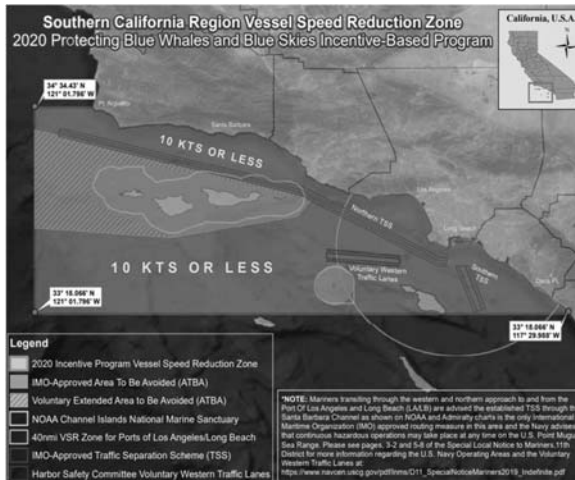 Southern California Region Vessel Speed Reduction Zone
2020 Protecting Blue Whales and Blue Skies Incentive-Based Program
California, U.S.A.
N
34° 34.43' N
121° 01.796' W
Pt. Arguello
Santa Barbara
10 KTS OR LESS
Los Angeles
Northern TSS
Long Beach
10 KTS OR LESS
Voluntary Western
Traffic Lanes
Southern
TSS
Dana Pt.
33° 18.066' N
121° 01.796' W
33° 18.066' N
117° 29.988' W
Legend
2020 Incentive Program Vessel Speed Reduction Zone
IMO-Approved Area To Be Avoided (ATBA)
Voluntary Extended Area to Be Avoided (ATBA)
NOAA Channel Islands National Marine Sanctuary
40nmi VSR Zone for Ports of Los Angeles/Long Beach
IMO-Approved Traffic Separation Scheme (TSS)
Harbor Safety Committee Voluntary Western Traffic Lanes
*NOTE: Mariners transiting through the western and northern approach to and from the
Port Of Los Angeles and Long Beach (LA/LB) are advised the established TSS through the
Santa Barbara Channel as shown on NOAA and Admiralty charts is the only International
Maritime Organization (IMO) approved routing measure in this area and the Navy advises
that continual hazardous operations may take place at any time on the U.S. Point Mugu
Sea Range. Please see pages 3-2 and 5-8 of the Special Local Notice to Mariners 11th
District for more information regarding the U.S. Navy Operating Areas and the Voluntary
Western Traffic Lanes at:
https://www.navcen.uscg.gov/pdf/lnms/D11_SpecialNoticeMariners2019_Indefinite.pdf